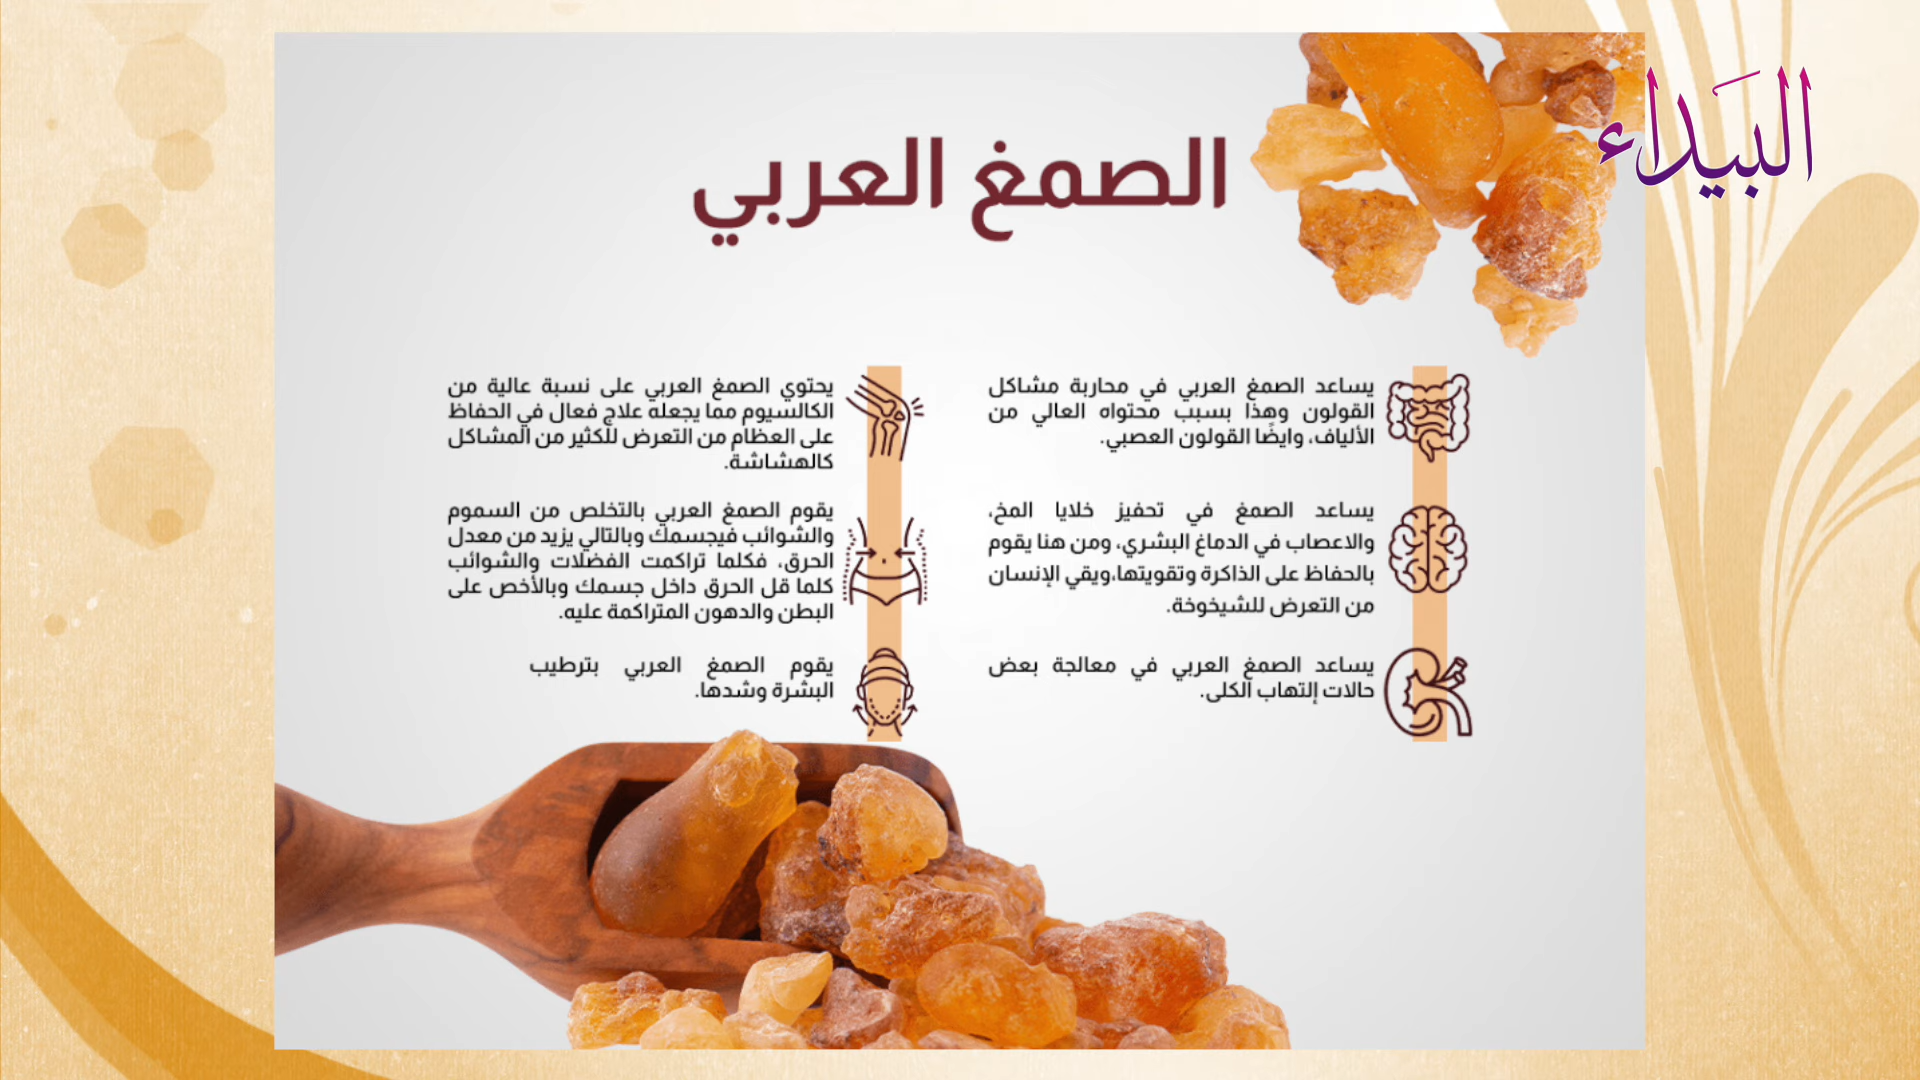 البَيداء
الصمغ العربي
يساعد الصمغ العربي في محاربة مشاكل
القولون وهذا بسبب محتواه العالي من
الألياف، وايضًا القولون العصبي.
يساعد الصمغ في تحفيز خلايا المخ،
والاعصاب في الدماغ البشري، ومن هنا يقوم
بالحفاظ على الذاكرة وتقويتها،ويقي الإنسان
من التعرض للشيخوخة.
يساعد الصمغ العربي في معالجة بعض
حالات إلتهاب الكلى.
يحتوي الصمغ العربي على نسبة عالية من
الكالسيوم مما يجعله علاج فعال في الحفاظ
على العظام من التعرض للكثير من المشاكل
كالهشاشة.
يقوم الصمغ العربي بالتخلص من السموم
والشوائب فيجسمك وبالتالي يزيد من معدل
الحرق، فكلما تراكمت الفضلات والشوائب
كلما قل الحرق داخل جسمك وبالأخص على
البطن والدهون المتراكمة عليه.
يقوم الصمغ العربي بترطيب
البشرة وشدها.